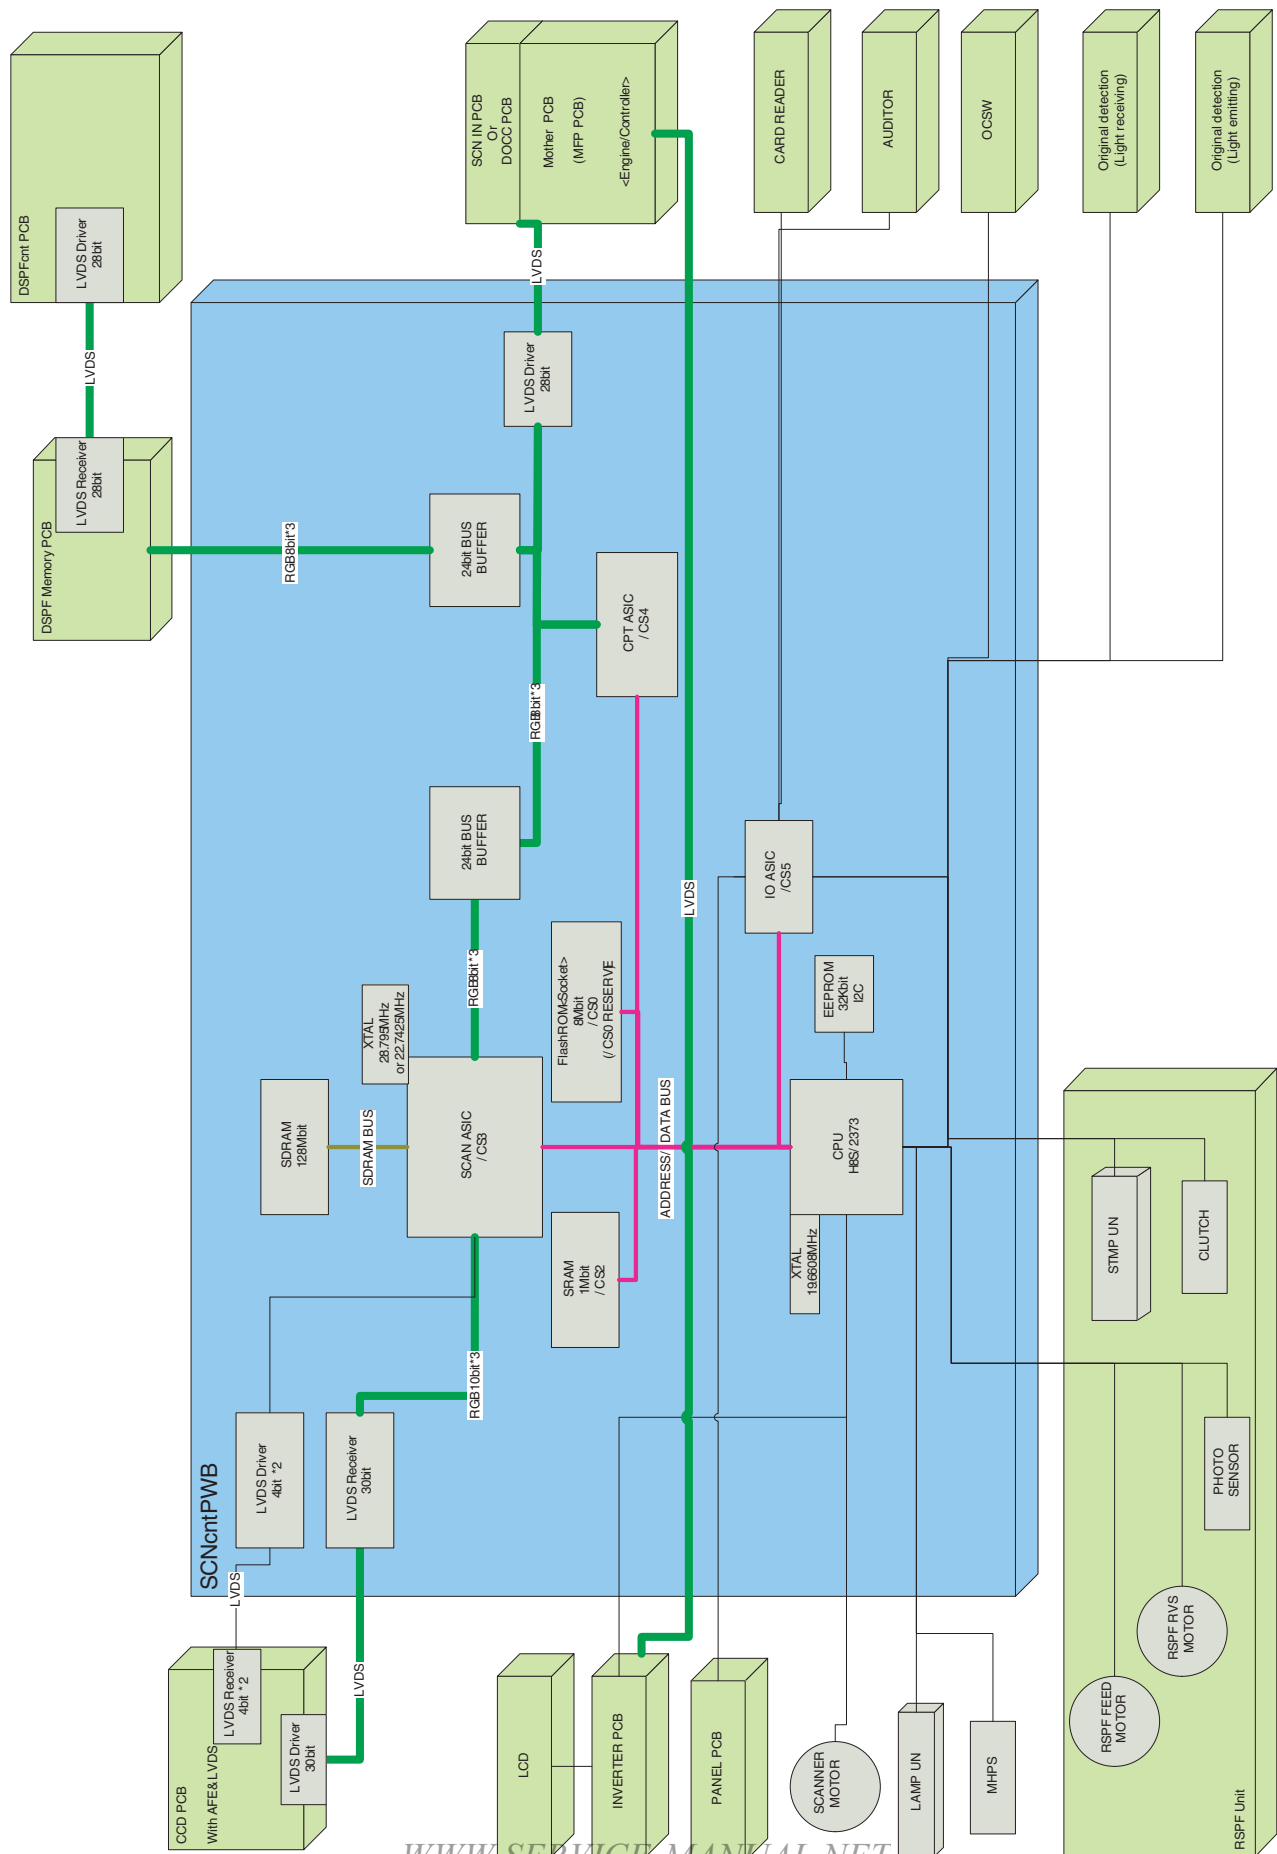 DSPFcnt PCB
LVDS Driver
28bit
LVDS
LVDS Receiver
28bit
DSPF Memory PCB
RGB8bit*3
SCN IN PCB
Or
DOCC PCB
Mother PCB
(MFP PCB)
<Engine/Controller>
LVDS
LVDS Driver
28bit
CARD READER
AUDITOR
OCSW
Original detection
(Light receiving)
Original detection
(Light emitting)
24bit BUS
BUFFER
CPT ASIC
/CS4
RGB8bit*3
24bit BUS
BUFFER
RGB8bit*3
LVDS
IO ASIC
/CS5
XTAL
28.795MHz
or 22.7425MHz
FlashROM<Socket>
8Mbit
/CS0
(/CS0 RESERVE
EEPROM
32Kbit
I2C
SDRAM
128Mbit
SDRAM BUS
SCAN ASIC
/CS3
ADDRESS/ DATA BUS
CPU
H8S/2373
XTAL
19.6608MHz
SRAM
1Mbit
/CS2
RGB10bit*3
LVDS Driver
4bit *2
LVDS Receiver
30bit
SCNcntPWB
LVDS
LVDS
CCD PCB
With AFE&LVDS
LVDS Receiver
4bit *2
LVDS Driver
30bit
LCD
INVERTER PCB
PANEL PCB
SCANNER
MOTOR
LAMP UN
MHPS
STMP UN
CLUTCH
PHOTO
SENSOR
RSPF RVS
MOTOR
RSPF FEED
MOTOR
RSPF Unit
WWW.SERVICE-MANUAL.NET